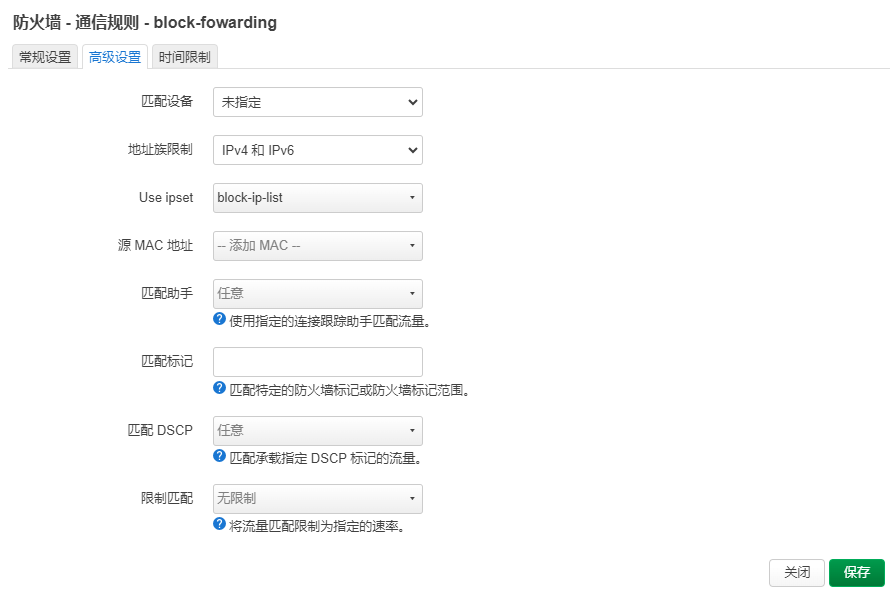 防火墙 - 通信规则 - block-fowarding
常规设置 高级设置 时间限制
匹配设备 未指定
地址族限制 IPv4 和 IPv6
Use ipset block-ip-list
源 MAC 地址 -- 添加 MAC --
匹配助手 任意
使用指定的连接跟踪助手匹配流量。
匹配标记
匹配特定的防火墙标记或防火墙标记范围。
匹配 DSCP 任意
匹配承载指定 DSCP 标记的流量。
限制匹配 无限制
将流量匹配限制为指定的速率。
关闭 保存